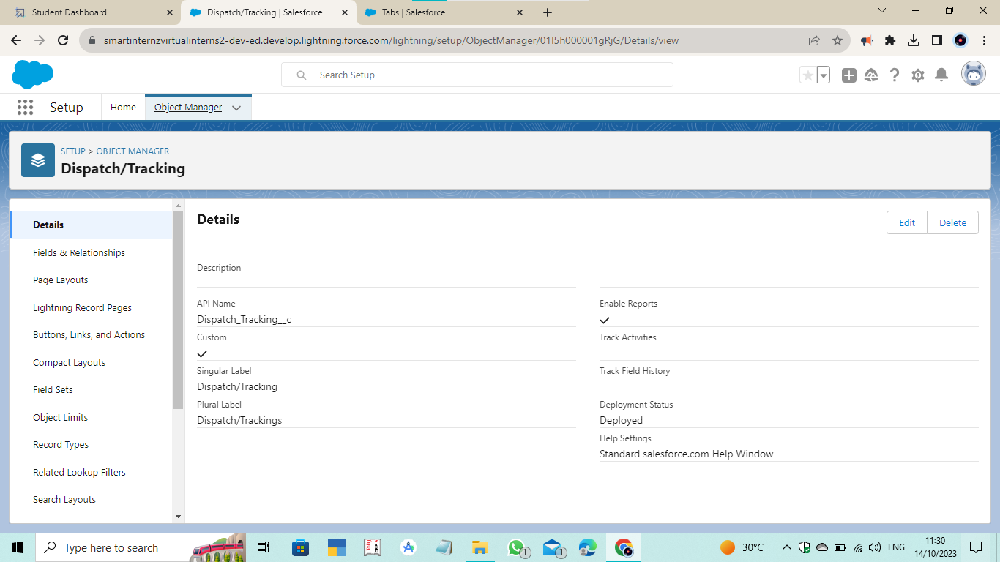 Student Dashboard
Dispatch/Tracking | Salesforce
Tabs | Salesforce
smartinternzvirtualinterns2-dev-ed.develop.lightning.force.com/lightning/setup/ObjectManager/01I5h000001gRjG/Details/view
Search Setup
Setup
Home
Object Manager
SETUP > OBJECT MANAGER
Dispatch/Tracking
Details
Fields & Relationships
Page Layouts
Lightning Record Pages
Buttons, Links, and Actions
Compact Layouts
Field Sets
Object Limits
Record Types
Related Lookup Filters
Search Layouts
Details
Edit
Delete
Description
API Name
Dispatch_Tracking__c
Custom
Singular Label
Dispatch/Tracking
Plural Label
Dispatch/Trackings
Enable Reports
Track Activities
Track Field History
Deployment Status
Deployed
Help Settings
Standard salesforce.com Help Window
Type here to search
1
1
30°C
ENG
11:30
14/10/2023